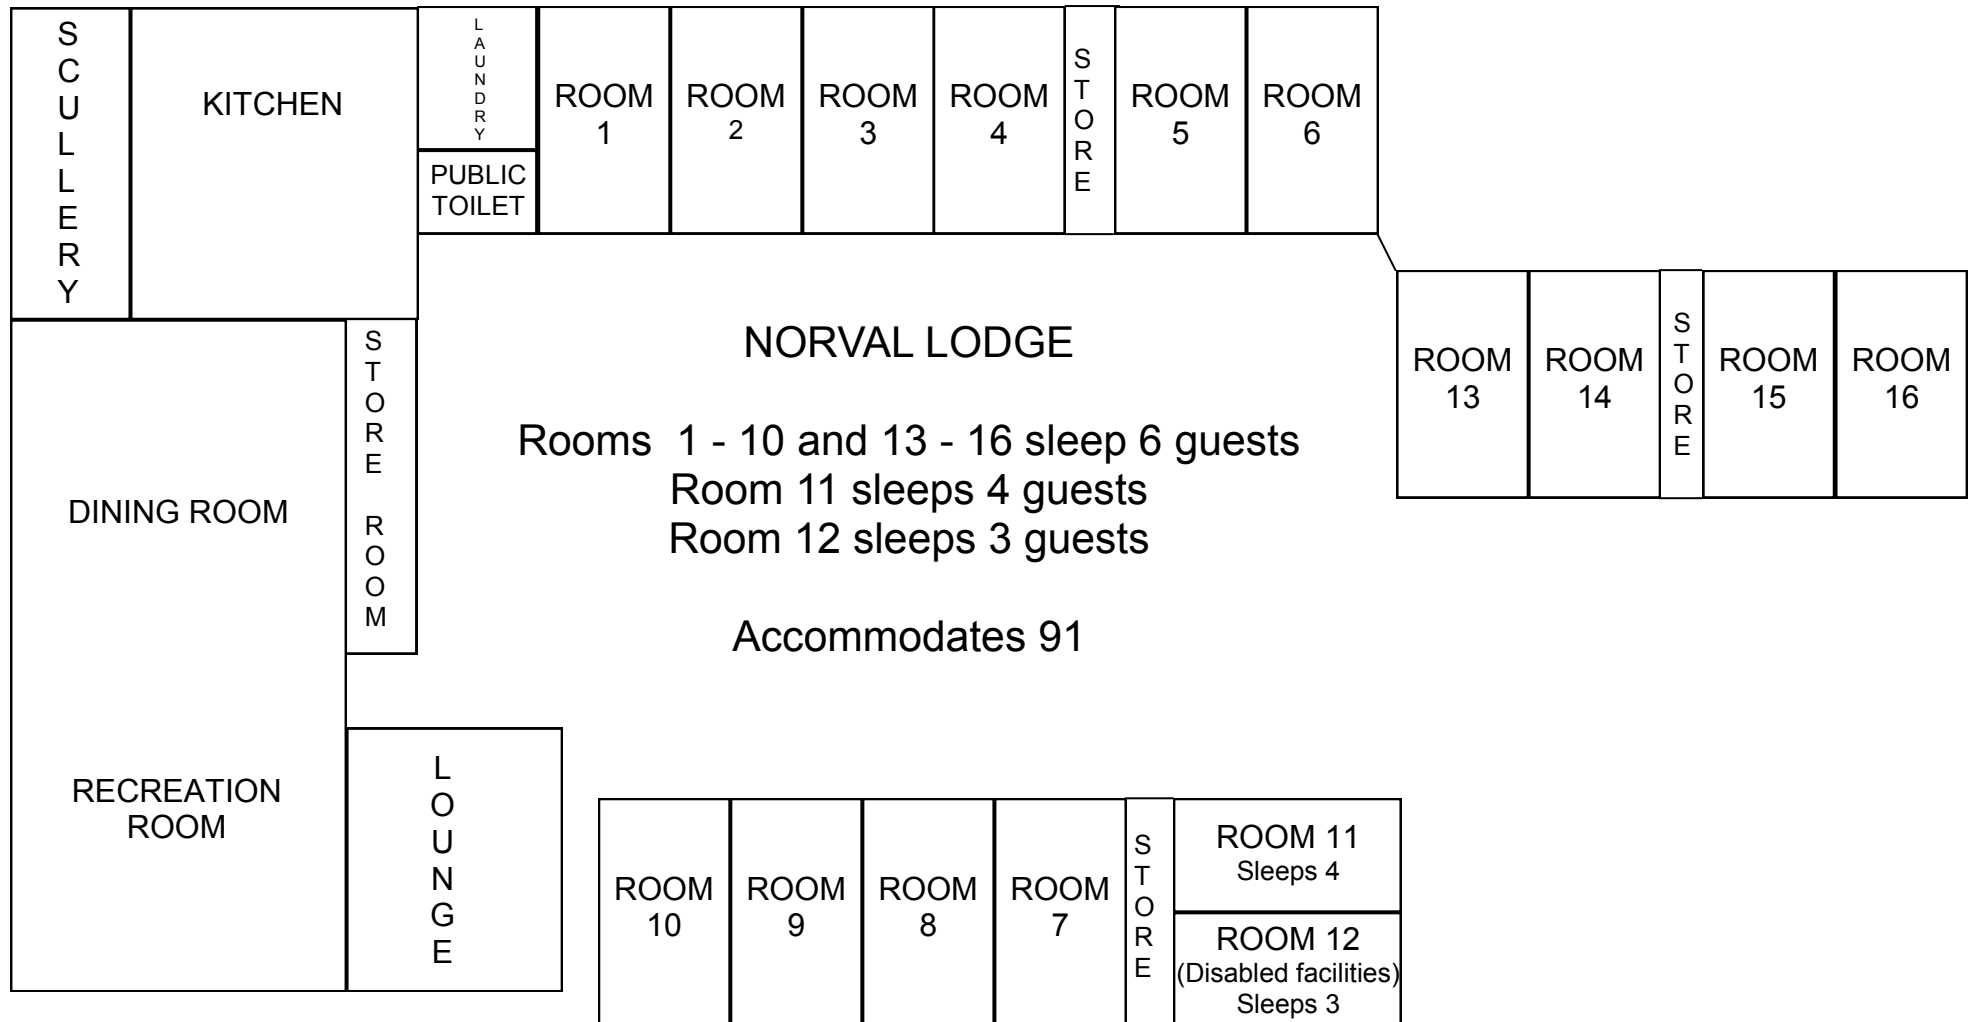 SCULLERY
KITCHEN
LAUNDRY
PUBLIC
TOILET
ROOM
1
ROOM
2
ROOM
3
ROOM
4
STORE
ROOM
5
ROOM
6
ROOM
13
ROOM
14
STORE
ROOM
15
ROOM
16
STORE ROOM
DINING ROOM
NORVAL LODGE
Rooms 1 - 10 and 13 - 16 sleep 6 guests
Room 11 sleeps 4 guests
Room 12 sleeps 3 guests
Accommodates 91
RECREATION
ROOM
LOUNGE
ROOM
10
ROOM
9
ROOM
8
ROOM
7
STORE
ROOM 11
Sleeps 4
ROOM 12
(Disabled facilities)
Sleeps 3